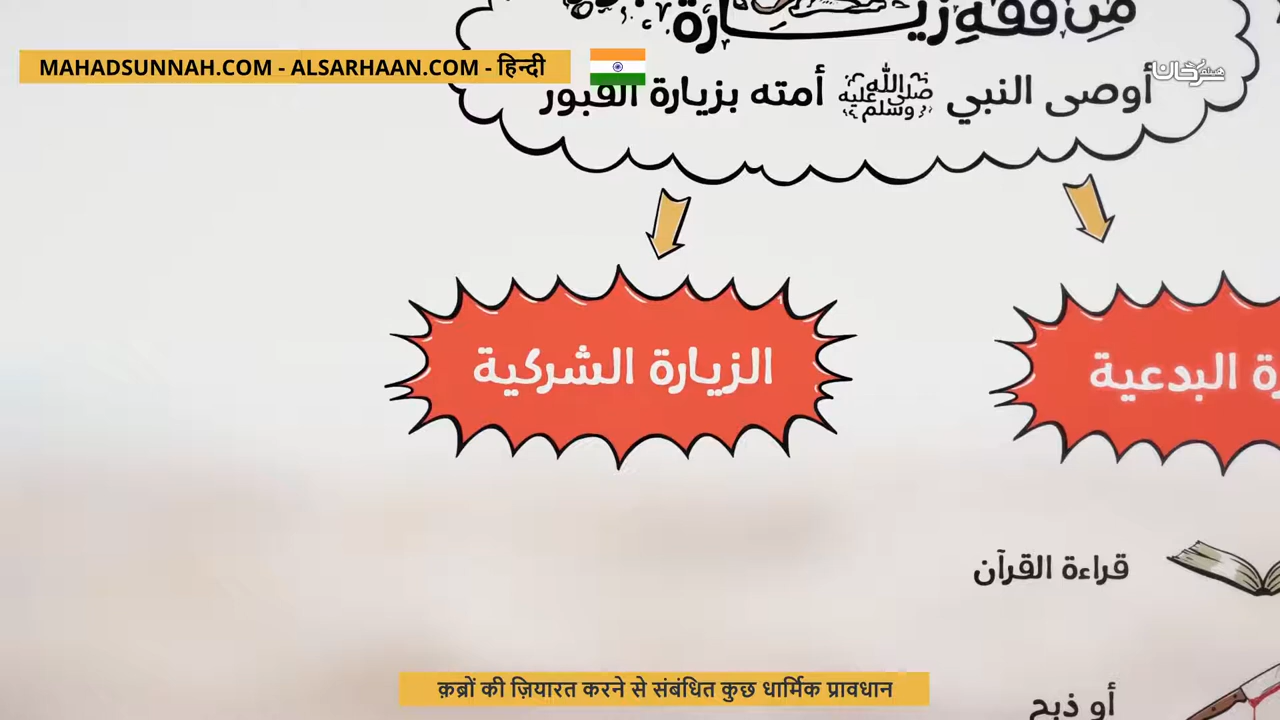 من فقه زيارة
MAHADSUNNAH.COM - ALSARHAAN.COM - हिन्दी
أوصى النبي ﷺ أمته بزيارة القبور
الزيارة الشركية
البدعية
قراءة القرآن
أو ذبح
क़ब्रों की ज़ियारत करने से संबंधित कुछ धार्मिक प्रावधान